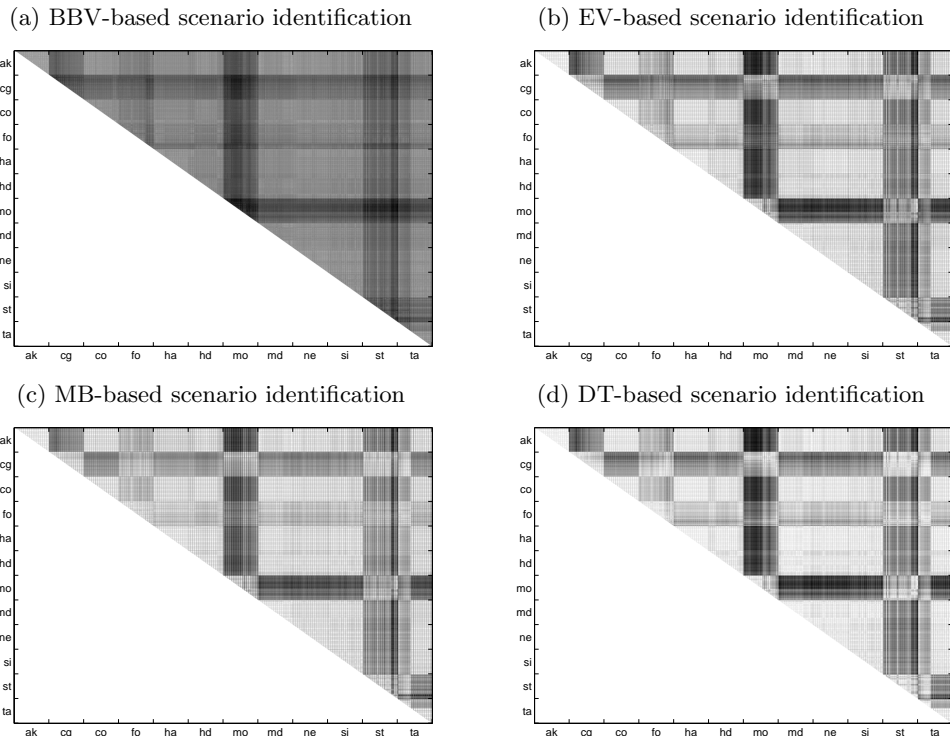 (a) BBV-based scenario identification
(b) EV-based scenario identification
ak
cg
co
fo
ha
hd
mo
md
ne
si
st
ta
ak cg co fo ha hd mo md ne si st ta
ak
cg
co
fo
ha
hd
mo
md
ne
si
st
ta
ak cg co fo ha hd mo md ne si st ta
(c) MB-based scenario identification
(d) DT-based scenario identification
ak
cg
co
fo
ha
hd
mo
md
ne
si
st
ta
ak cg co fo ha hd mo md ne si st ta
ak
cg
co
fo
ha
hd
mo
md
ne
si
st
ta
ak cg co fo ha hd mo md ne si st ta